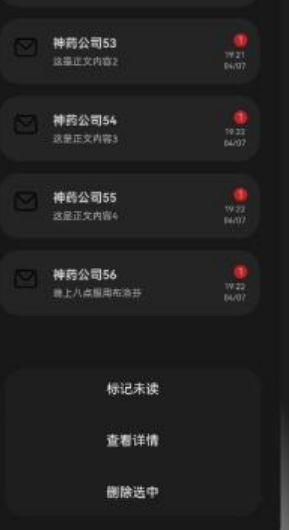 神药公司53
1
这是正文内容2
19:21
04/07
神药公司54
1
这是正文内容3
19:22
04/07
神药公司55
1
这是正文内容4
19:22
04/07
神药公司56
1
晚上八点服用布洛芬
19:22
04/07
标记未读
查看详情
删除选中